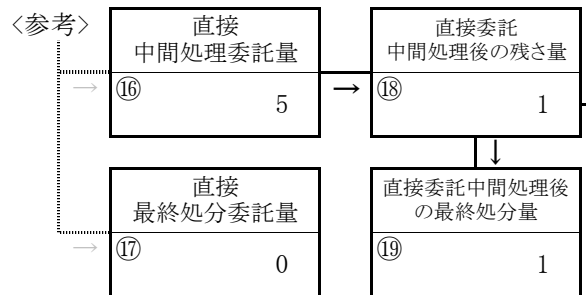 〈参考〉
直接
中間処理委託量
⑯
5
→
→
直接委託
中間処理後の残さ量
⑱
1
↓
直接
最終処分委託量
⑰
0
→
直接委託中間処理後
の最終処分量
⑲
1